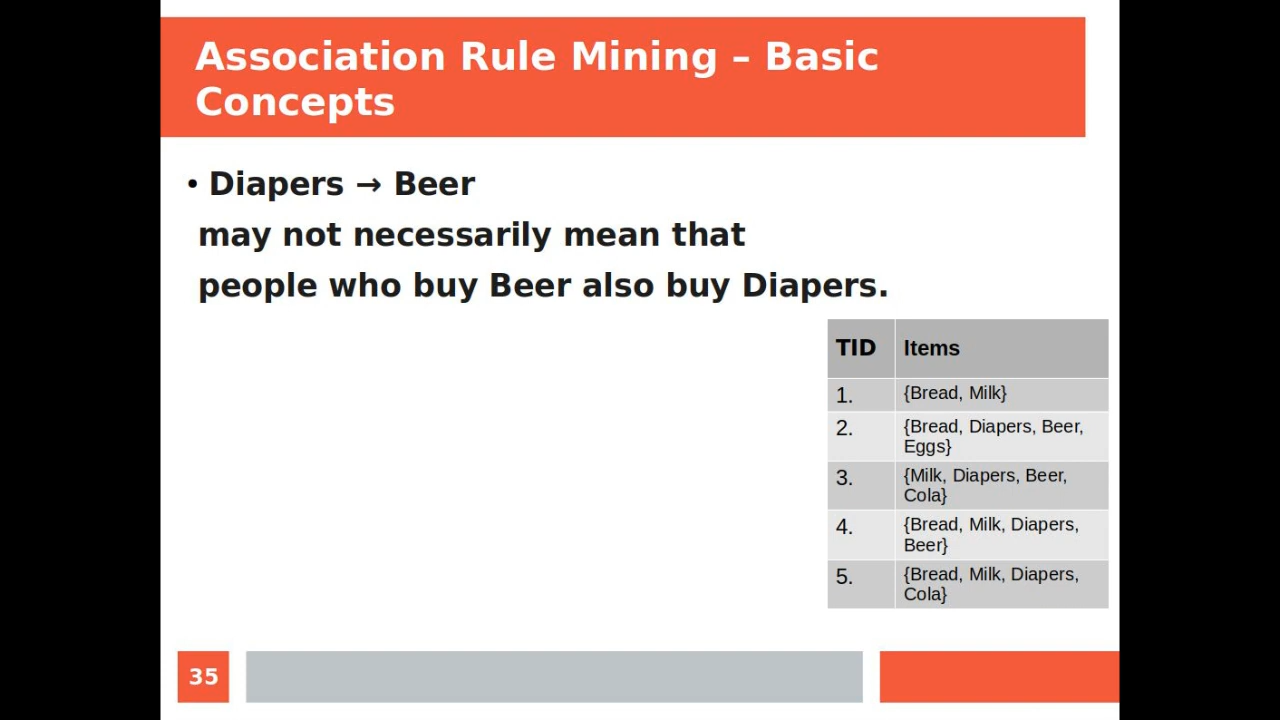 Association Rule Mining – Basic
Concepts
• Diapers → Beer
may not necessarily mean that
people who buy Beer also buy Diapers.
TID Items
1. {Bread, Milk}
2. {Bread, Diapers, Beer,
Eggs}
3. {Milk, Diapers, Beer,
Cola}
4. {Bread, Milk, Diapers,
Beer}
5. {Bread, Milk, Diapers,
Cola}
35